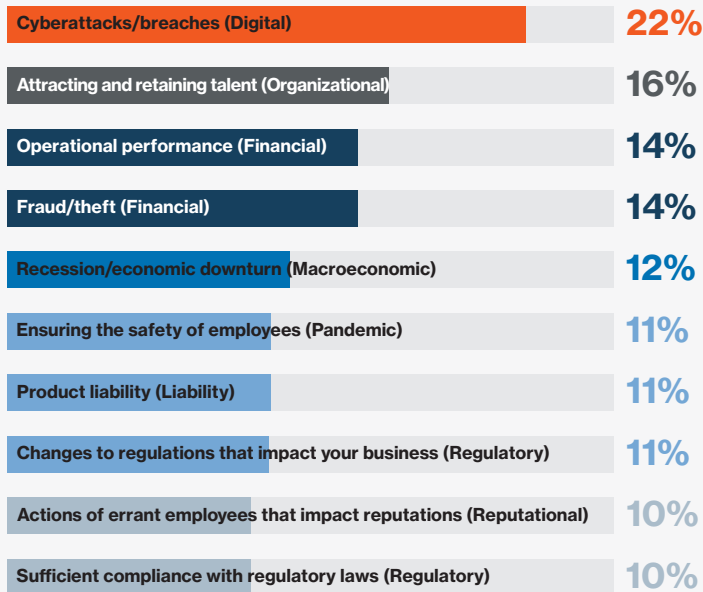 Cyberattacks/breaches (Digital) 22%
Attracting and retaining talent (Organizational) 16%
Operational performance (Financial) 14%
Fraud/theft (Financial) 14%
Recession/economic downturn (Macroeconomic) 12%
Ensuring the safety of employees (Pandemic) 11%
Product liability (Liability) 11%
Changes to regulations that impact your business (Regulatory) 11%
Actions of errant employees that impact reputations (Reputational) 10%
Sufficient compliance with regulatory laws (Regulatory) 10%